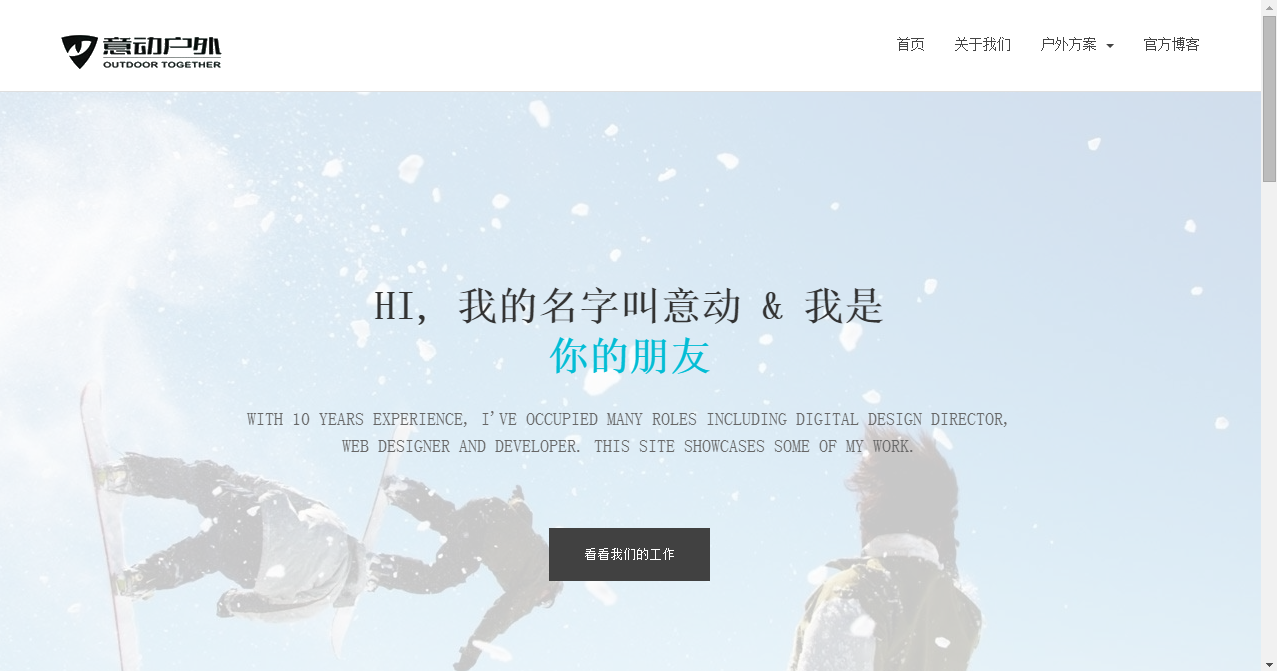 意动户外
OUTDOOR TOGETHER
首页 关于我们 户外方案 官方博客
HI, 我的名字叫意动 & 我是
你的朋友
WITH 10 YEARS EXPERIENCE, I'VE OCCUPIED MANY ROLES INCLUDING DIGITAL DESIGN DIRECTOR,
WEB DESIGNER AND DEVELOPER. THIS SITE SHOWCASES SOME OF MY WORK.
看看我们的工作